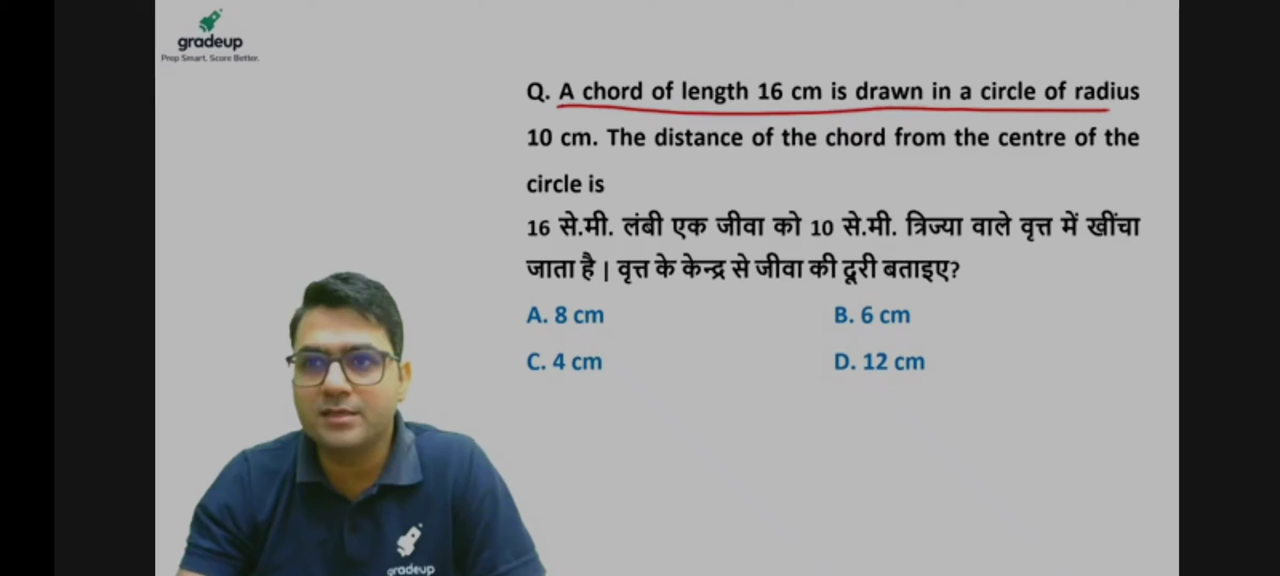 gradeup
Prep Smart. Score Better.
Q. A chord of length 16 cm is drawn in a circle of radius
10 cm. The distance of the chord from the centre of the
circle is
16 से.मी. लंबी एक जीवा को 10 से.मी. त्रिज्या वाले वृत्त में खींचा
जाता है | वृत्त के केन्द्र से जीवा की दूरी बताइए?
A. 8 cm B. 6 cm
C. 4 cm D. 12 cm
gradeup